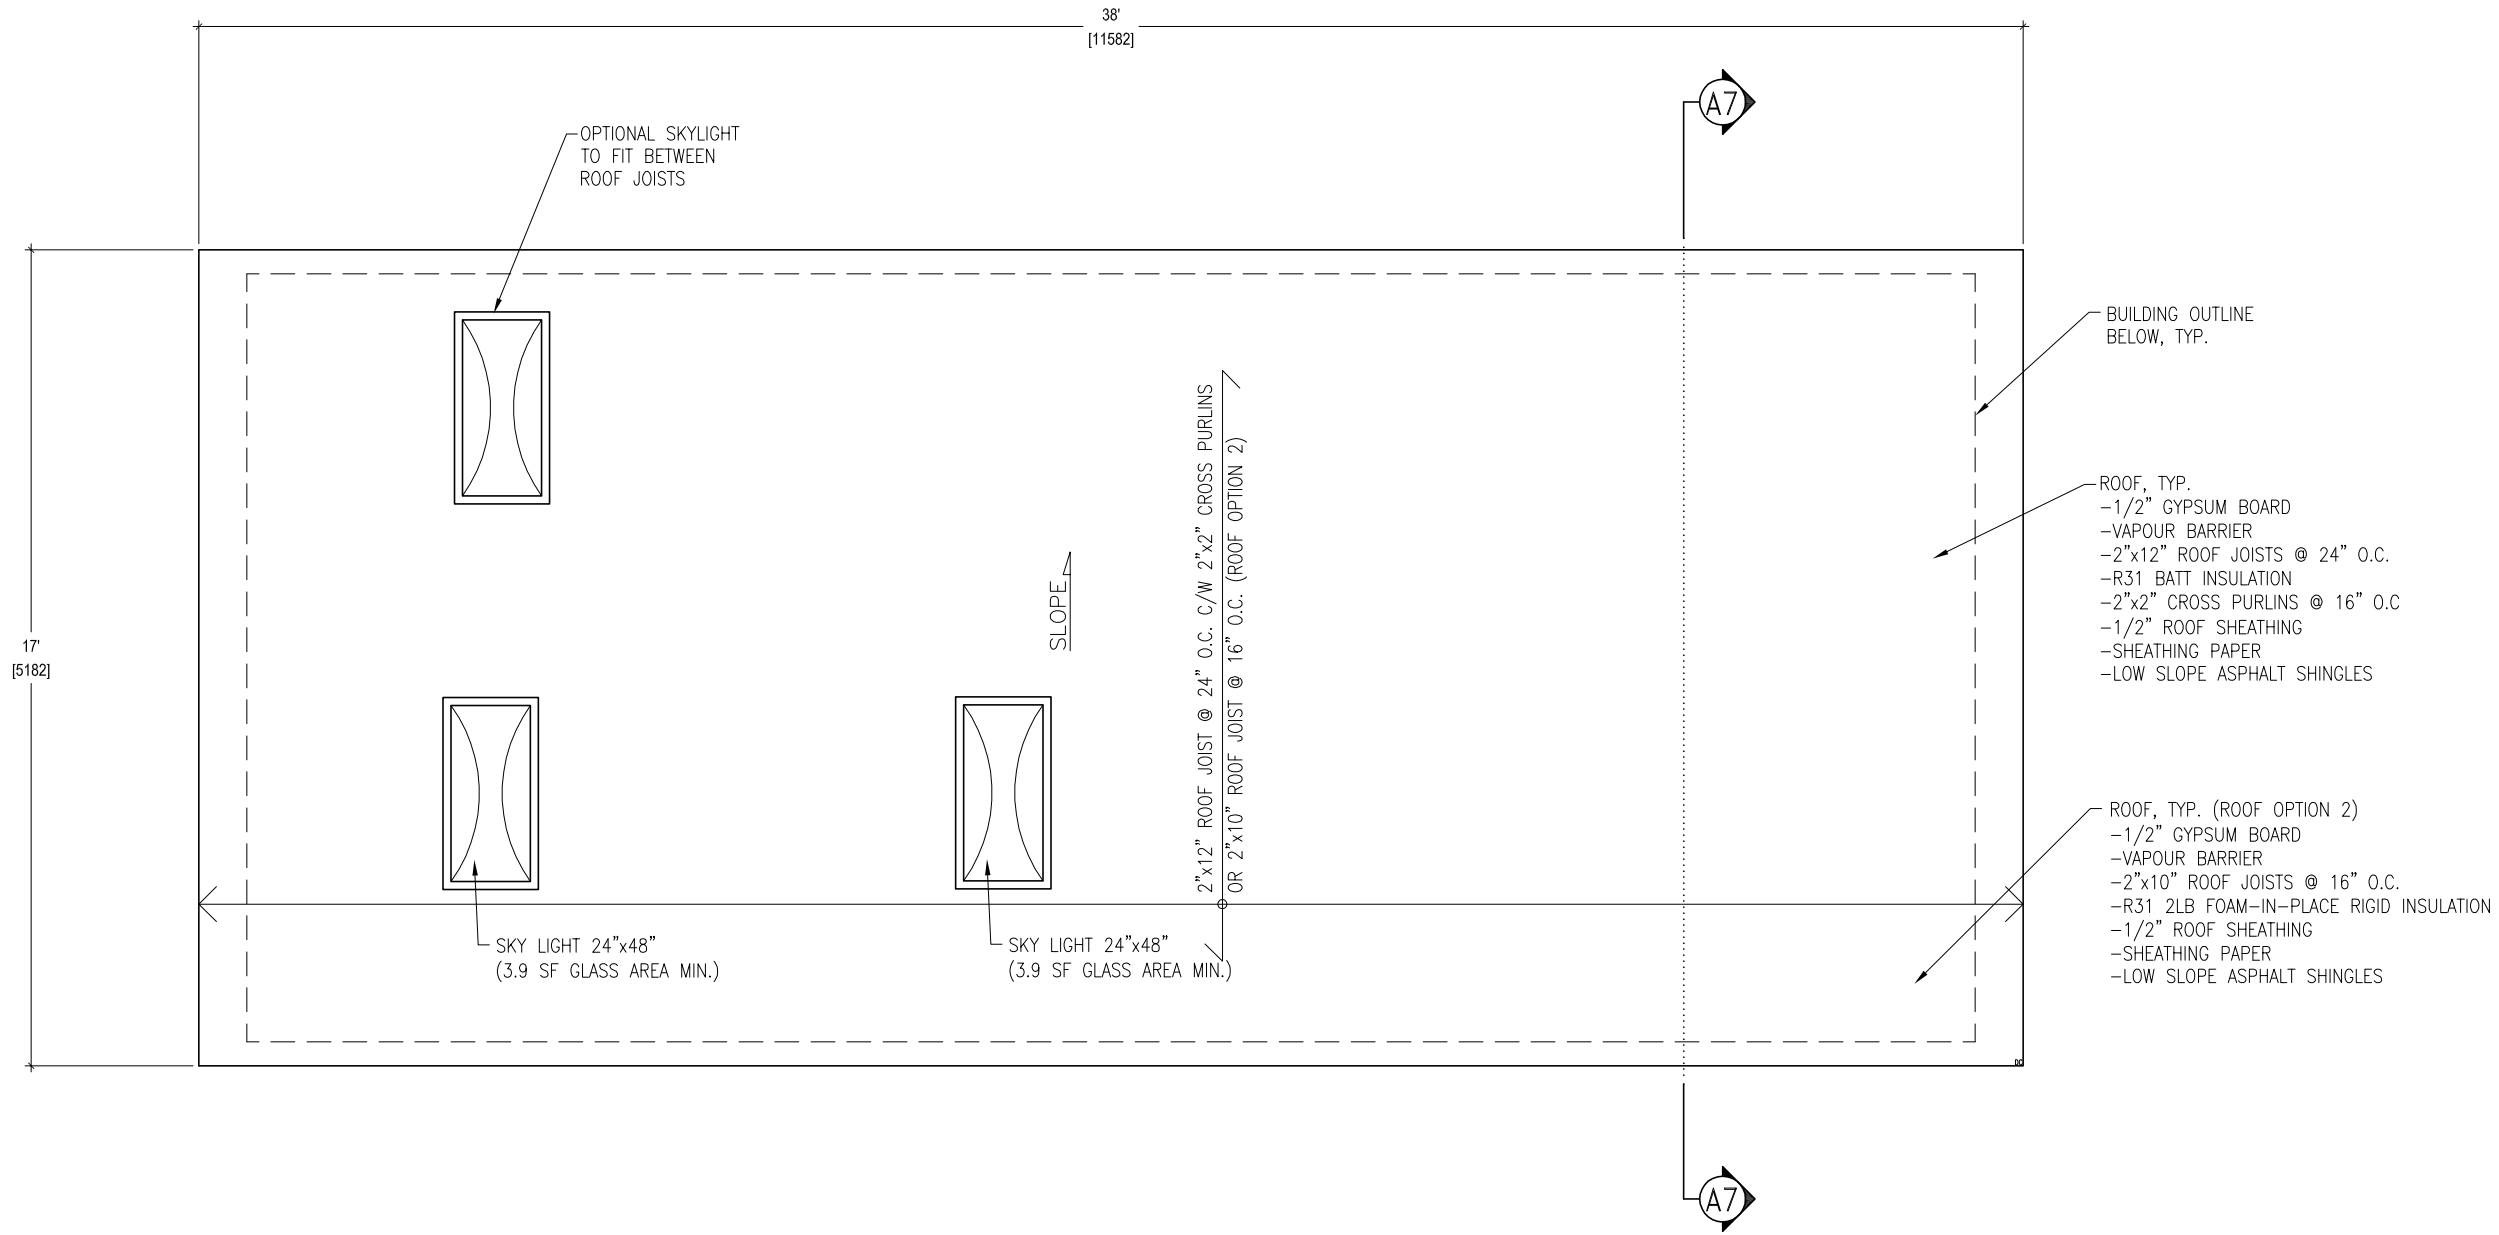 38'
[11582]
A7
OPTIONAL SKYLIGHT
TO FIT BETWEEN
ROOF JOISTS
BUILDING OUTLINE
BELOW, TYP.
ROOF, TYP.
-1/2" GYPSUM BOARD
-VAPOUR BARRIER
-2"x12" ROOF JOISTS @ 24" O.C.
-R31 BATT INSULATION
-2"x2" CROSS PURLINS @ 16" O.C
-1/2" ROOF SHEATHING
-SHEATHING PAPER
-LOW SLOPE ASPHALT SHINGLES
17'
[5182]
SLOPE
2"x12" ROOF JOIST @ 24" O.C. C/W 2"x2" CROSS PURLINS
OR 2"x10" ROOF JOIST @ 16" O.C. (ROOF OPTION 2)
ROOF, TYP. (ROOF OPTION 2)
-1/2" GYPSUM BOARD
-VAPOUR BARRIER
-2"x10" ROOF JOISTS @ 16" O.C.
-R31 2LB FOAM-IN-PLACE RIGID INSULATION
-1/2" ROOF SHEATHING
-SHEATHING PAPER
-LOW SLOPE ASPHALT SHINGLES
SKY LIGHT 24"x48"
(3.9 SF GLASS AREA MIN.)
SKY LIGHT 24"x48"
(3.9 SF GLASS AREA MIN.)
A7